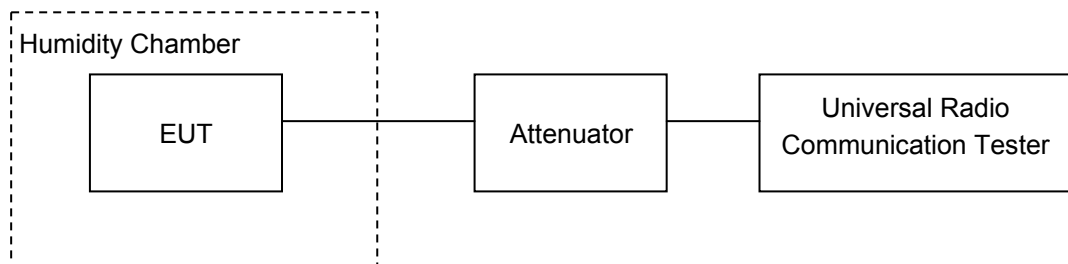 Humidity Chamber
EUT
Attenuator
Universal Radio
Communication Tester